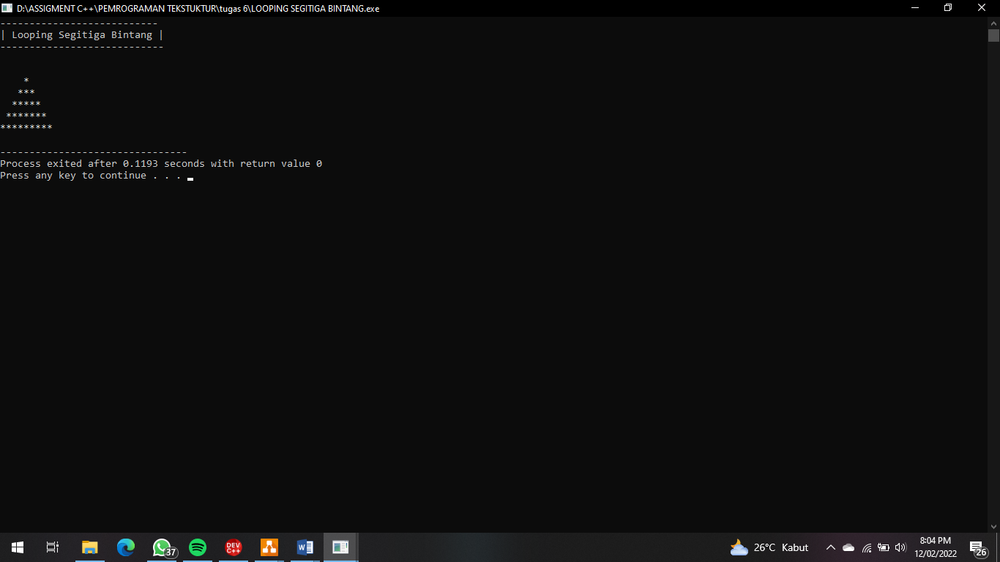 D:\ASSIGMENT C++\PEMROGRAMAN TEKSTUKTUR\tugas 6\LOOPING SEGITIGA BINTANG.exe
---------------------------
| Looping Segitiga Bintang |
----------------------------
    *
   ***
  *****
 *******
*********
--------------------------------
Process exited after 0.1193 seconds with return value 0
Press any key to continue . . .
37
DEV
C++
W
26°C Kabut
8:04 PM
12/02/2022
26